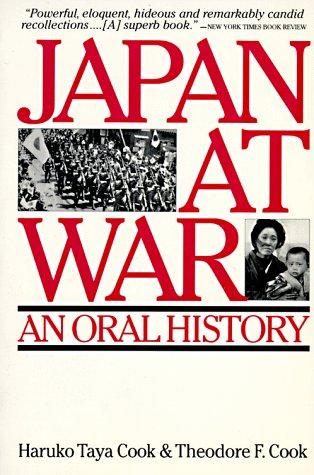 "Powerful, eloquent, hideous and remarkably candid
recollections....[A] superb book." —NEW YORK TIMES BOOK REVIEW
JAPAN
AT
WAR
AN ORAL HISTORY
Haruko Taya Cook & Theodore F. Cook